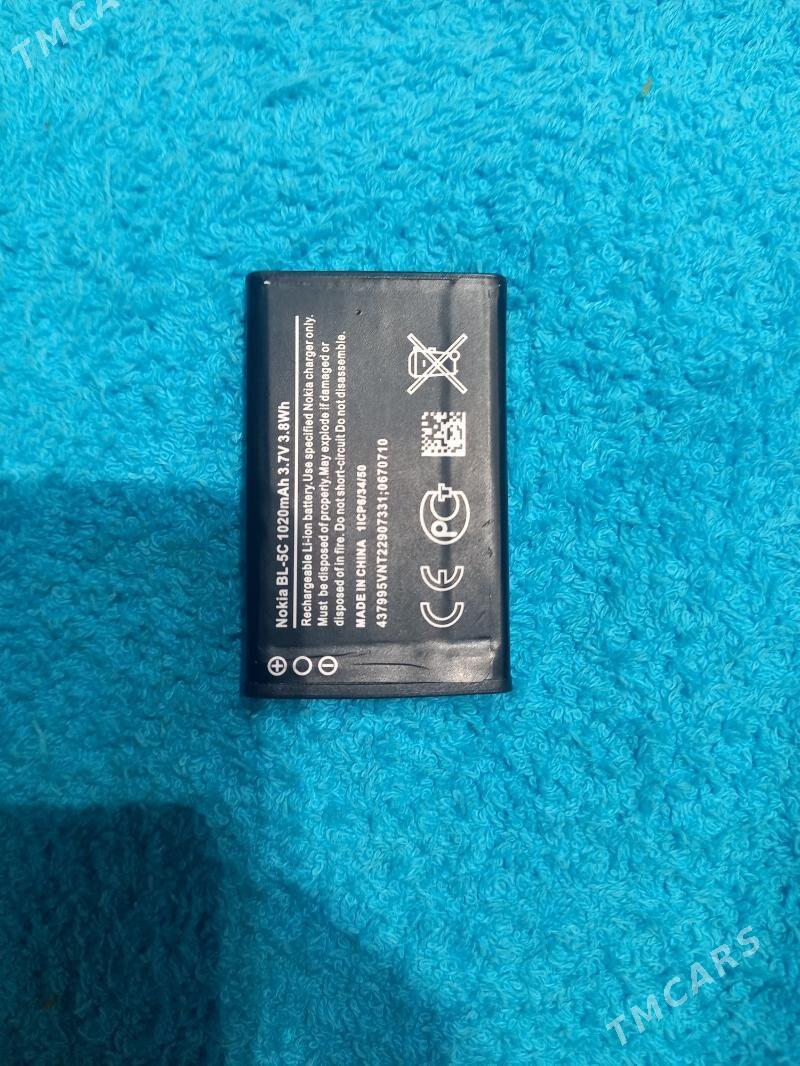 TMCARS
Nokia BL-5C 1020mAh 3.7V 3.8Wh
Rechargeable Li-ion battery.Use specified Nokia charger only.
Must be disposed of properly.May explode if damaged or
disposed of in fire. Do not short-circuit Do not disassemble.
MADE IN CHINA 1ICP6/34/50
437995VNT22907331;0670710
CE PCT
TMCARS